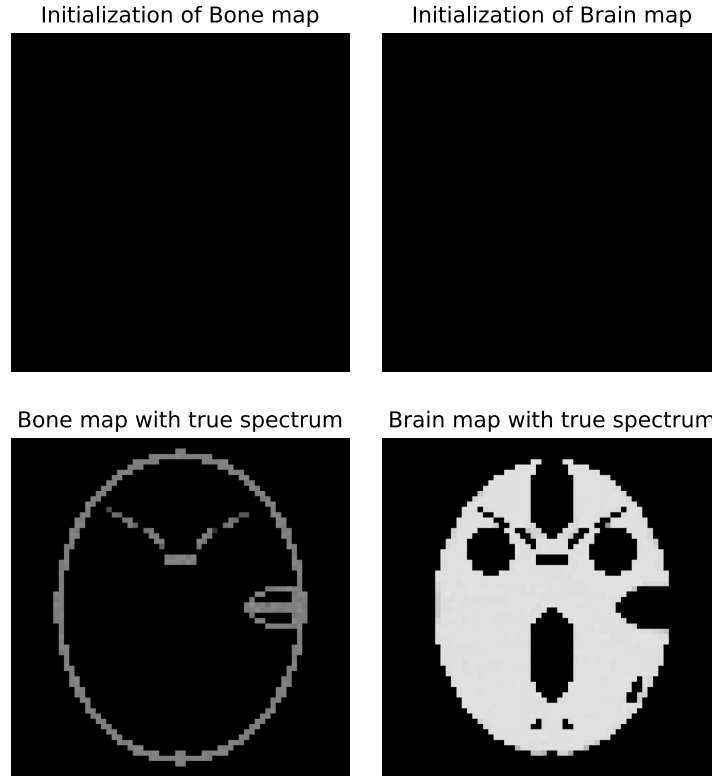 Initialization of Bone map
Initialization of Brain map
Bone map with true spectrum
Brain map with true spectrum